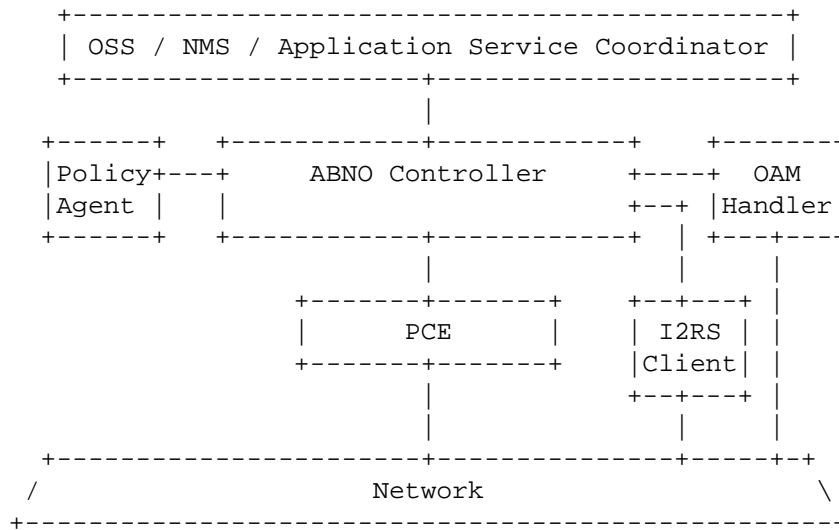 OSS / NMS / Application Service Coordinator
Policy ABNO Controller OAM
Agent Handler
PCE I2RS
Client
Network